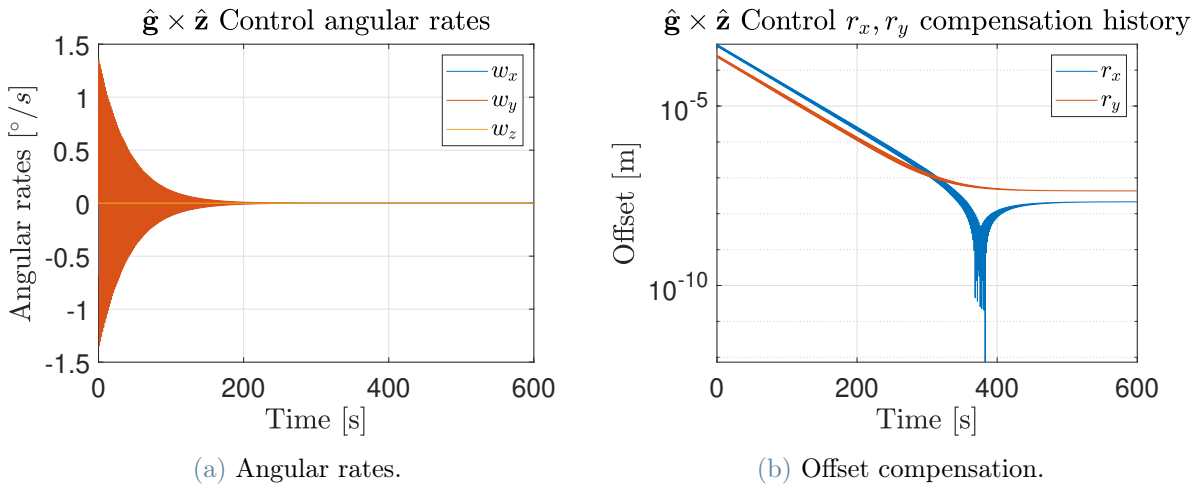 ĝ × ẑ Control angular rates
1.5
1
0.5
0
-0.5
-1
-1.5
Angular rates [°/s]
w_x
w_y
w_z
0 200 400 600
Time [s]
(a) Angular rates.
ĝ × ẑ Control r_x, r_y compensation history
10^-5
10^-10
Offset [m]
r_x
r_y
0 200 400 600
Time [s]
(b) Offset compensation.